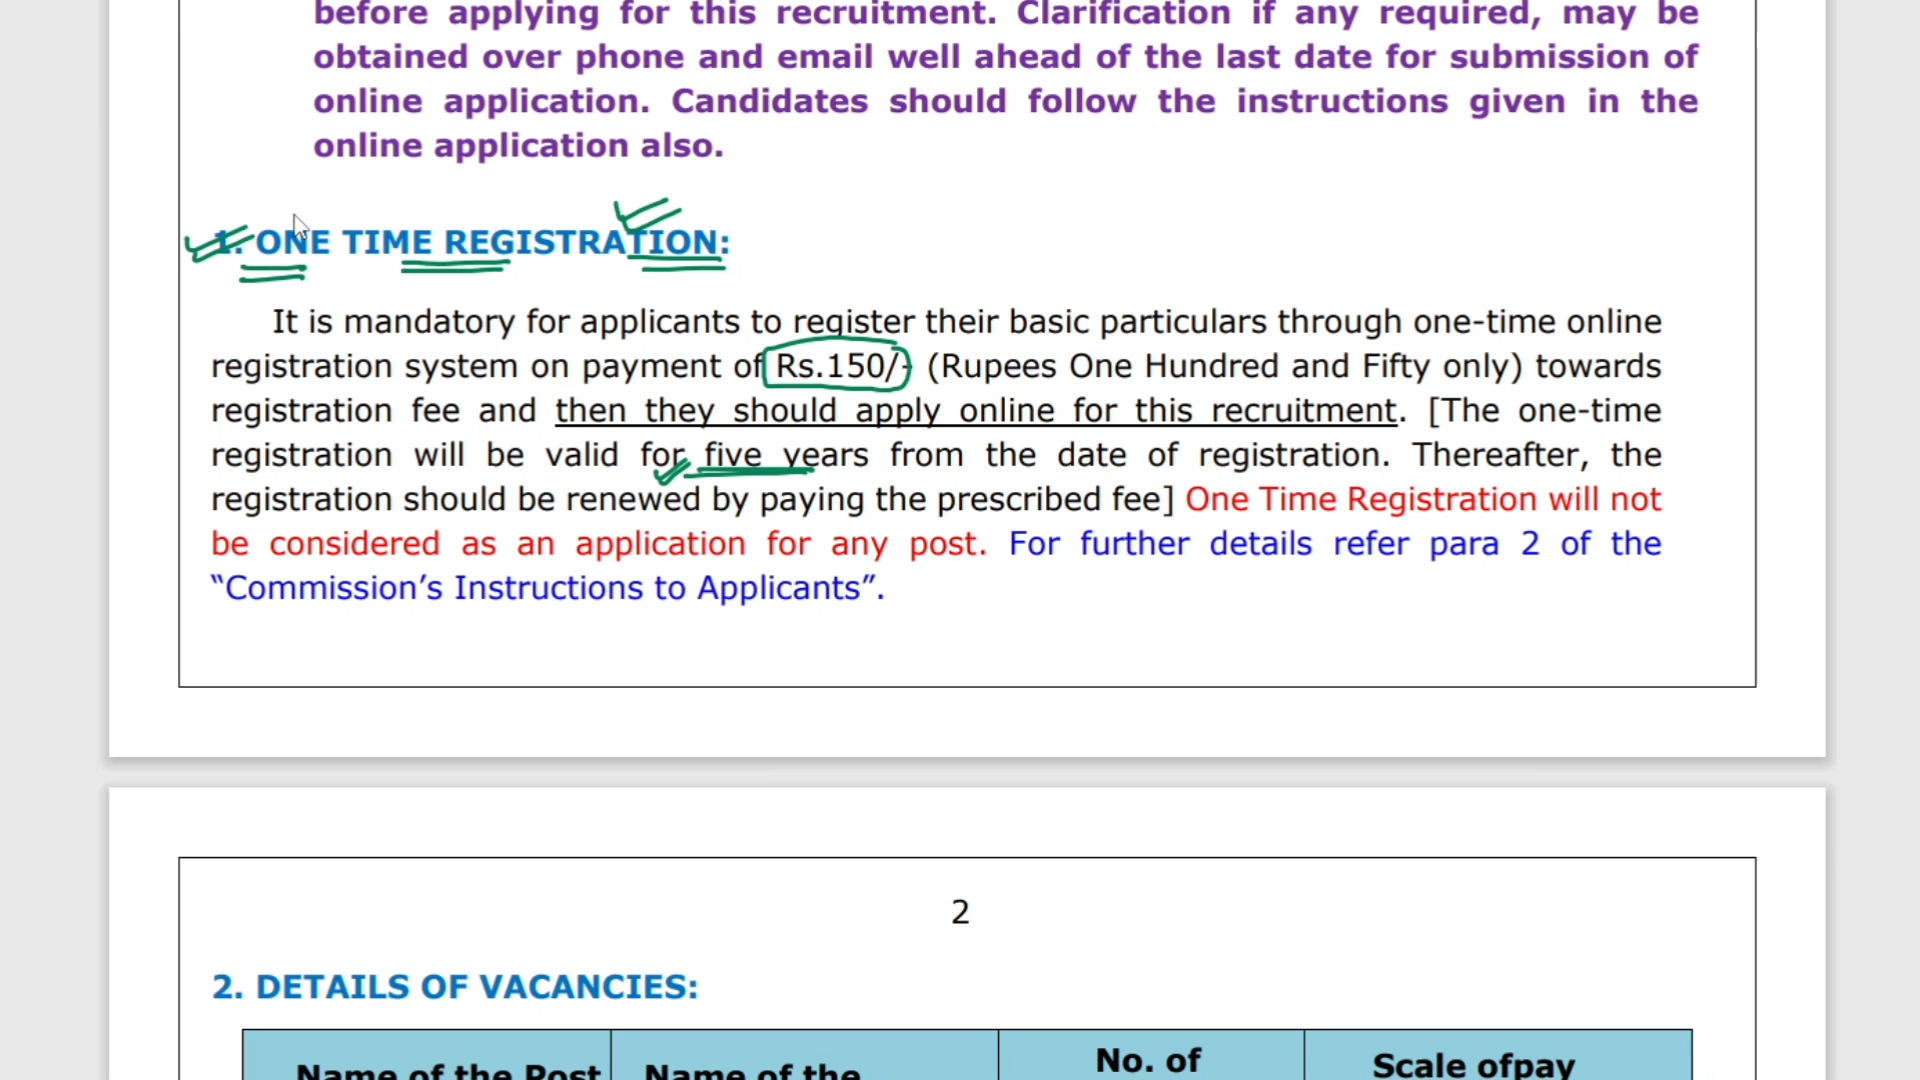 before applying for this recruitment. Clarification if any required, may be
obtained over phone and email well ahead of the last date for submission of
online application. Candidates should follow the instructions given in the
online application also.
1. ONE TIME REGISTRATION:
It is mandatory for applicants to register their basic particulars through one-time online
registration system on payment of Rs.150/- (Rupees One Hundred and Fifty only) towards
registration fee and then they should apply online for this recruitment. [The one-time
registration will be valid for five years from the date of registration. Thereafter, the
registration should be renewed by paying the prescribed fee] One Time Registration will not
be considered as an application for any post. For further details refer para 2 of the
“Commission’s Instructions to Applicants”.
2
2. DETAILS OF VACANCIES:
Name of the Post Name of the No. of Scale ofpay